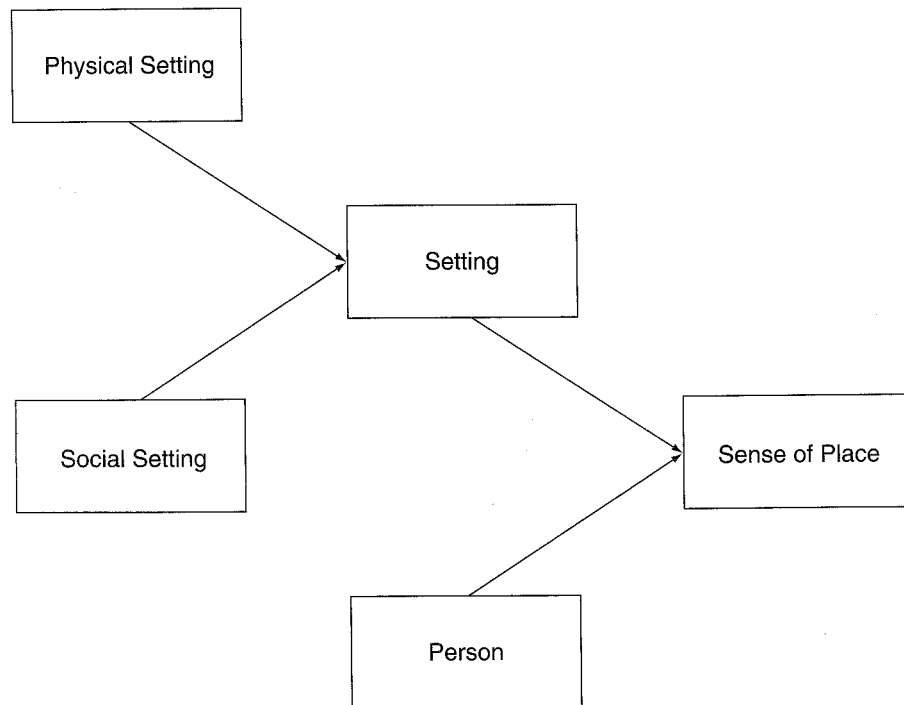 Physical Setting
Setting
Social Setting
Sense of Place
Person